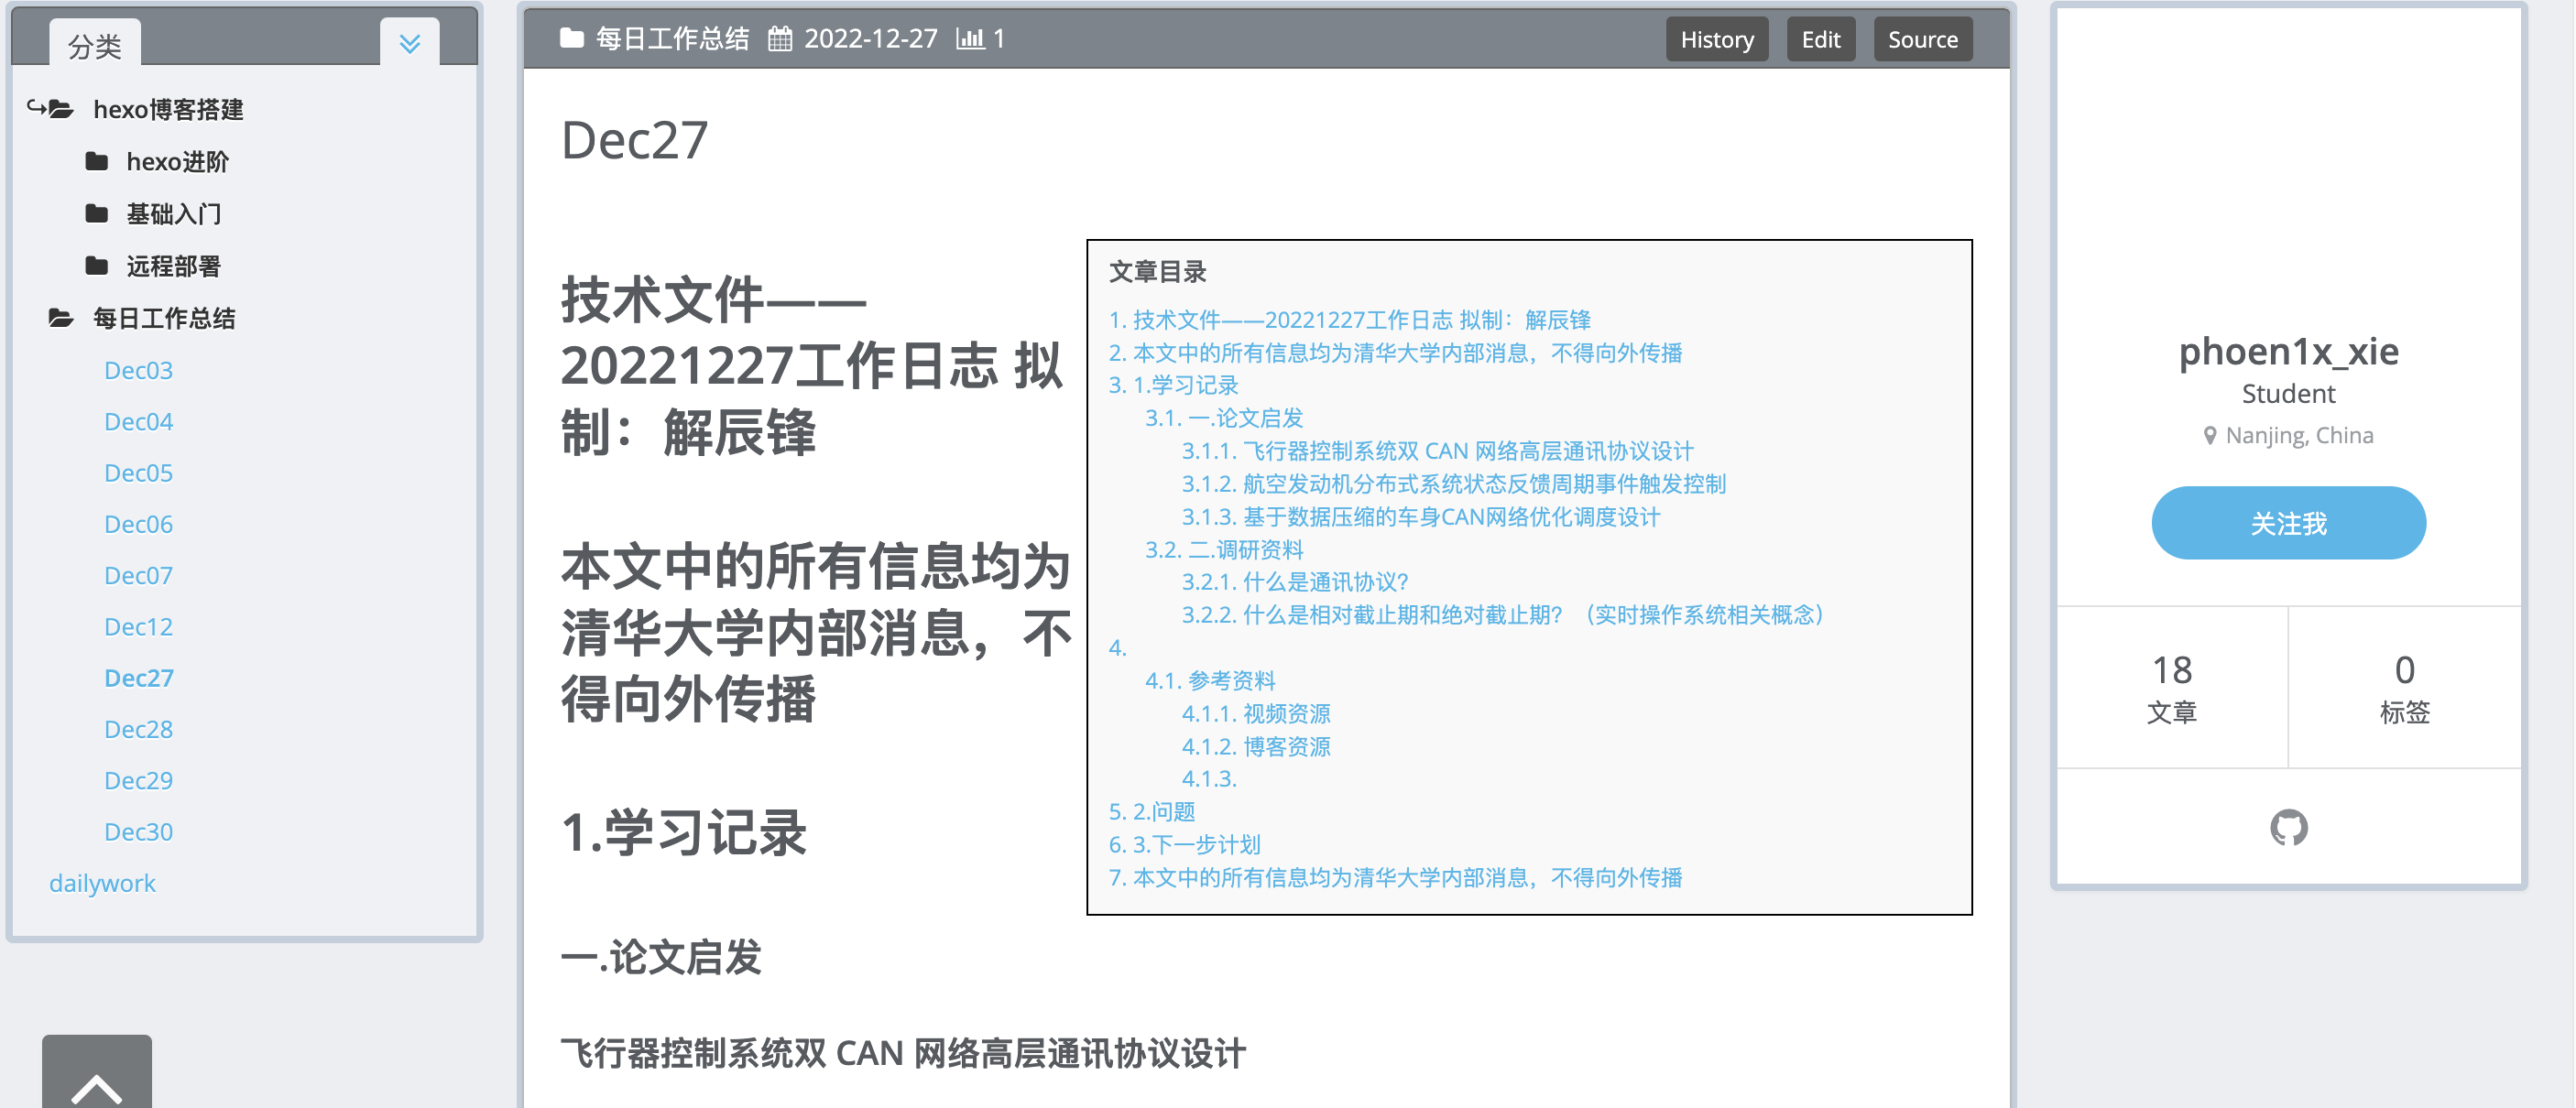 分类
hexo博客搭建
hexo进阶
基础入门
远程部署
每日工作总结
Dec03
Dec04
Dec05
Dec06
Dec07
Dec12
Dec27
Dec28
Dec29
Dec30
dailywork
每日工作总结 2022-12-27 1
History Edit Source
Dec27
技术文件——
20221227工作日志 拟
制：解辰锋
本文中的所有信息均为
清华大学内部消息，不
得向外传播
1.学习记录
一.论文启发
飞行器控制系统双 CAN 网络高层通讯协议设计
文章目录
1. 技术文件——20221227工作日志 拟制：解辰锋
2. 本文中的所有信息均为清华大学内部消息，不得向外传播
3. 1.学习记录
3.1. 一.论文启发
3.1.1. 飞行器控制系统双 CAN 网络高层通讯协议设计
3.1.2. 航空发动机分布式系统状态反馈周期事件触发控制
3.1.3. 基于数据压缩的车身CAN网络优化调度设计
3.2. 二.调研资料
3.2.1. 什么是通讯协议?
3.2.2. 什么是相对截止期和绝对截止期？（实时操作系统相关概念）
4.
4.1. 参考资料
4.1.1. 视频资源
4.1.2. 博客资源
4.1.3.
5. 2.问题
6. 3.下一步计划
7. 本文中的所有信息均为清华大学内部消息，不得向外传播
phoen1x_xie
Student
Nanjing, China
关注我
18
文章
0
标签